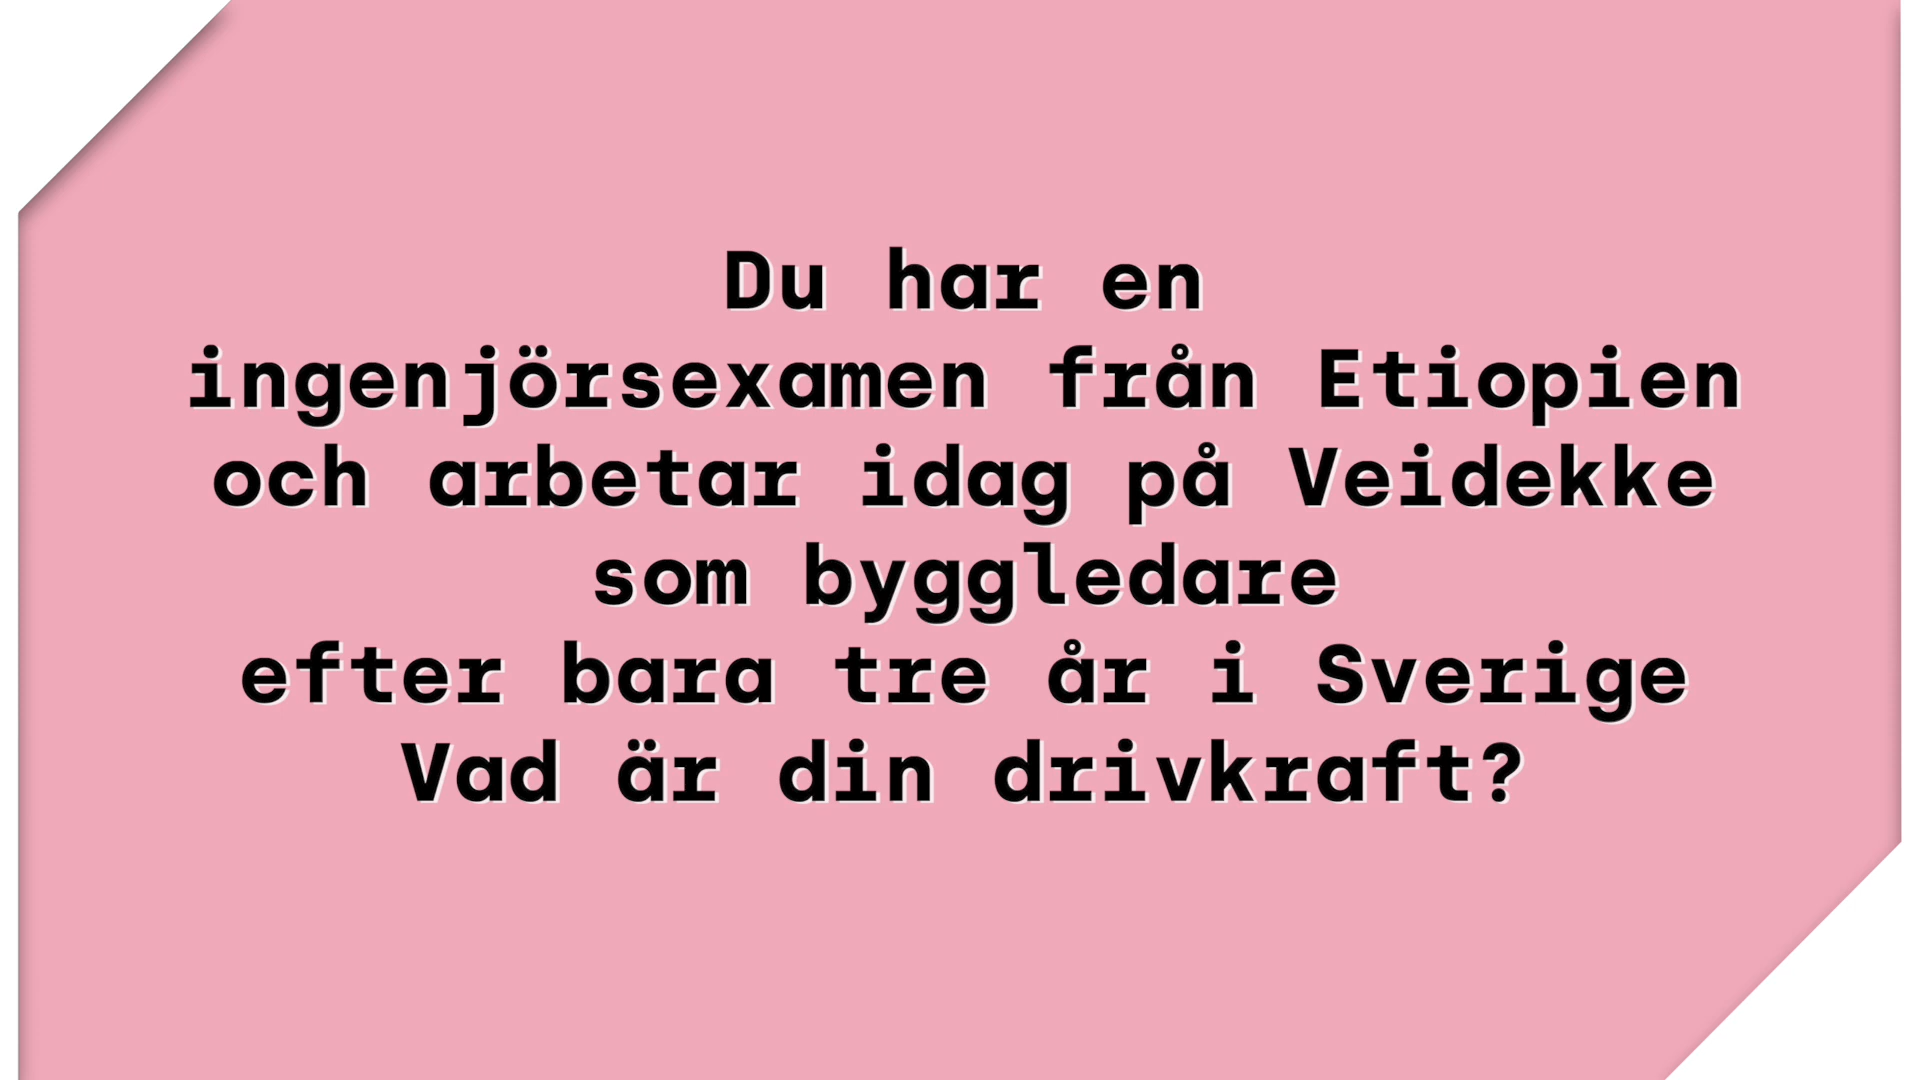 Du har en
ingenjörsexamen från Etiopien
och arbetar idag på Veidekke
som byggledare
efter bara tre år i Sverige
Vad är din drivkraft?